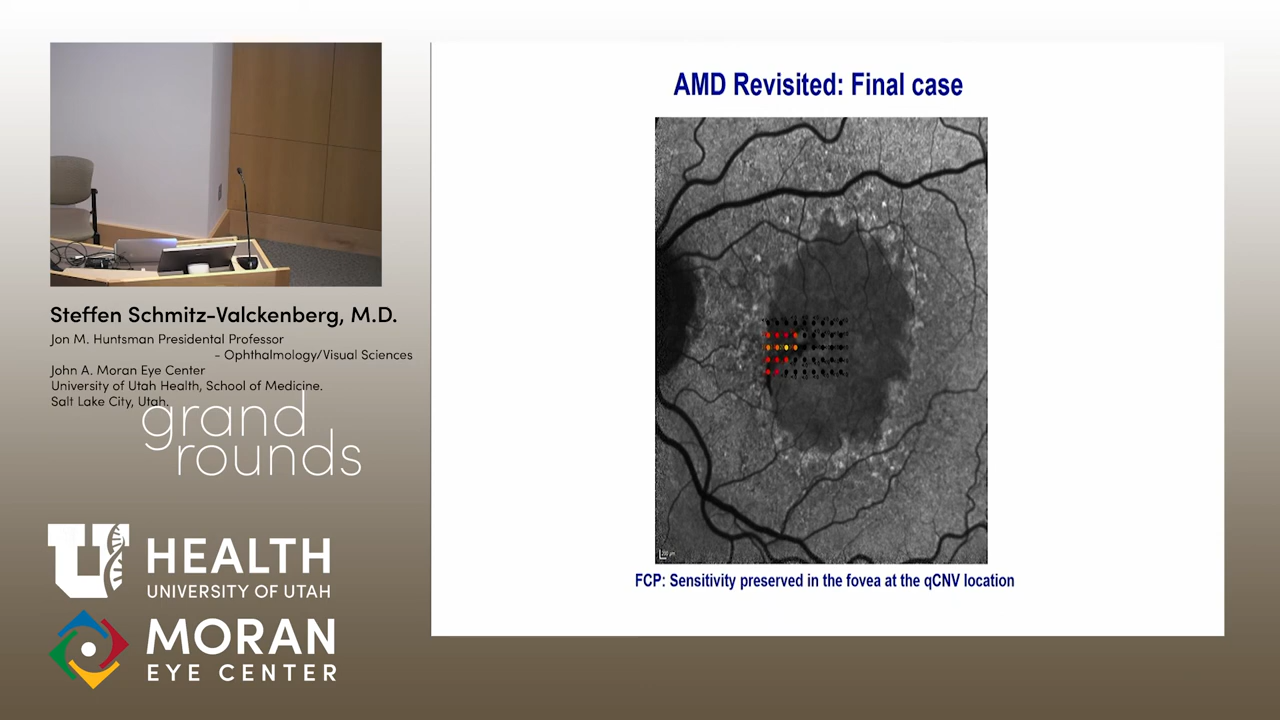 AMD Revisited: Final case
Steffen Schmitz-Valckenberg, M.D.
Jon M. Huntsman Presidential Professor
- Ophthalmology/Visual Sciences
John A. Moran Eye Center
University of Utah Health, School of Medicine.
Salt Lake City, Utah.
grand
rounds
U HEALTH
UNIVERSITY OF UTAH
MORAN
EYE CENTER
200 µm
FCP: Sensitivity preserved in the fovea at the qCNV location